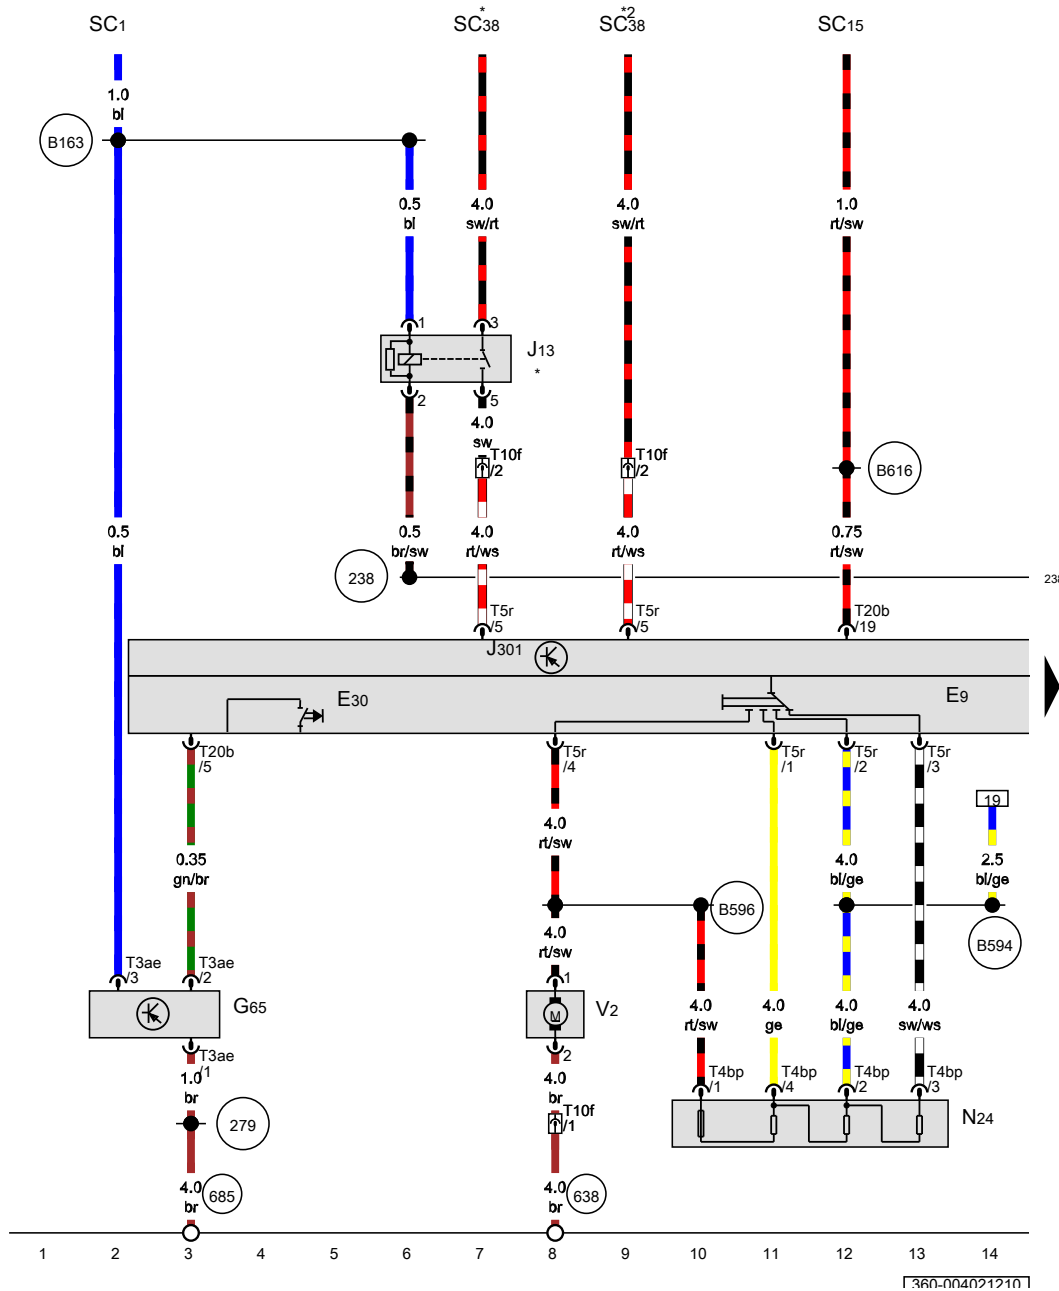 SC1
SC38
*
SC38
*2
SC15
1.0
bl
B163
0.5
bl
4.0
sw/rt
4.0
sw/rt
1.0
rt/sw
1
3
J13
*
2
5
4.0
sw
T10f
/2
T10f
/2
B616
0.5
bl
0.5
br/sw
4.0
rt/ws
4.0
rt/ws
0.75
rt/sw
238
238
T5r
/5
T5r
/5
T20b
/19
J301
E30
E9
T20b
/5
T5r
/4
T5r
/1
T5r
/2
T5r
/3
19
4.0
rt/sw
0.35
gn/br
4.0
bl/ge
2.5
bl/ge
B596
B594
4.0
rt/sw
T3ae
/3
T3ae
/2
1
G65
V2
M
4.0
rt/sw
4.0
ge
4.0
bl/ge
4.0
sw/ws
T3ae
/1
2
T4bp
/1
T4bp
/4
T4bp
/2
T4bp
/3
1.0
br
4.0
br
T10f
/1
N24
279
4.0
br
685
4.0
br
638
1 2 3 4 5 6 7 8 9 10 11 12 13 14
360-004021210